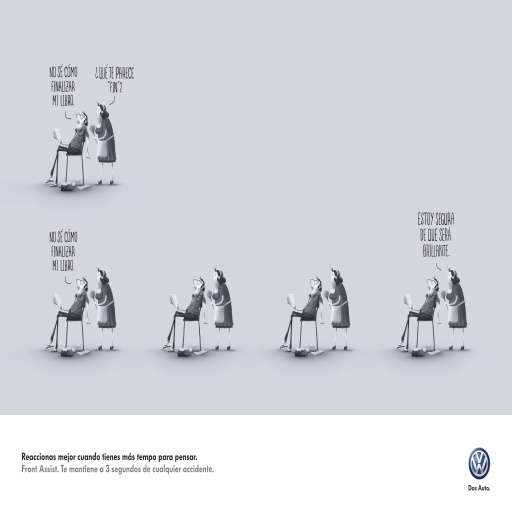 NO SÉ CÓMO
FINALIZAR
MI LIBRO.
¿QUÉ TE PARECE
"FIN"?
NO SÉ CÓMO
FINALIZAR
MI LIBRO.
ESTOY SEGURA
DE QUE SERÁ
BRILLANTE.
Reaccionas mejor cuando tienes más tempo para pensar.
Front Assist. Te mantiene a 3 segundos de cualquier accidente.
Das Auto.